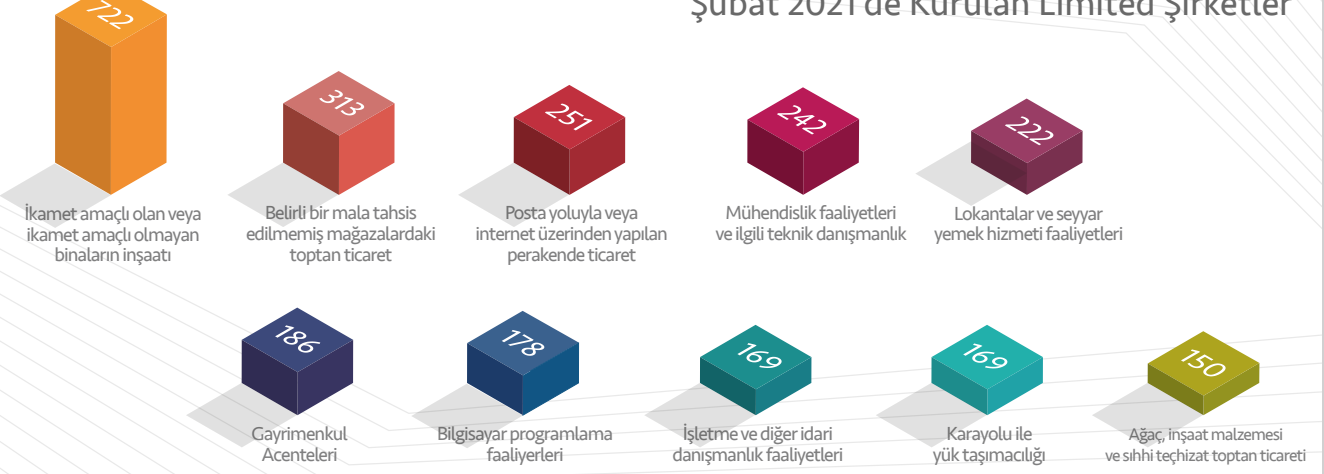 Şubat 2021'de Kurulan Limited Şirketler
722
313
251
242
222
İkamet amaçlı olan veya
ikamet amaçlı olmayan
binaların inşaatı
Belirli bir mala tahsis
edilmemiş mağazalardaki
toptan ticaret
Posta yoluyla veya
internet üzerinden yapılan
perakende ticaret
Mühendislik faaliyetleri
ve ilgili teknik danışmanlık
Lokantalar ve seyyar
yemek hizmeti faaliyetleri
186
178
169
169
150
Gayrimenkul
Acenteleri
Bilgisayar programlama
faaliyerleri
İşletme ve diğer idari
danışmanlık faaliyetleri
Karayolu ile
yük taşımacılığı
Ağaç, inşaat malzemesi
ve sıhhi teçhizat toptan ticareti